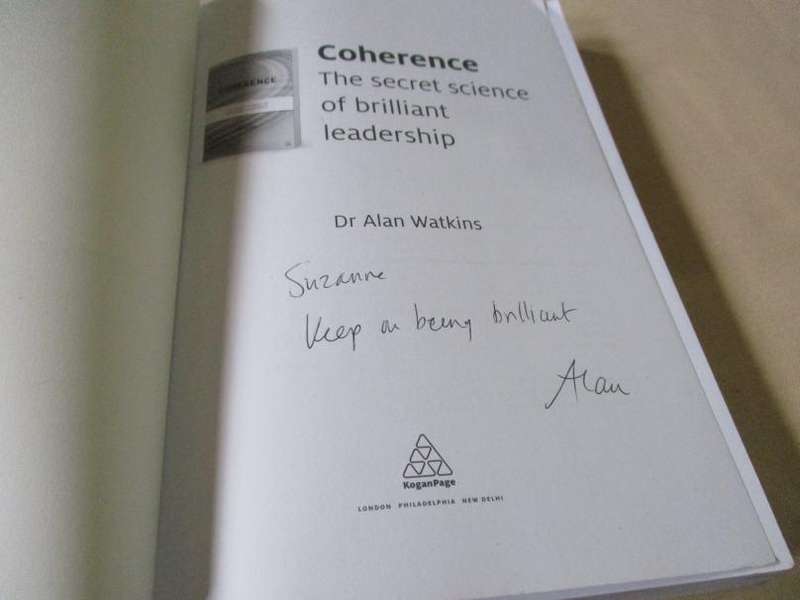 COHERENCE
Coherence
The secret science
of brilliant
leadership
Dr Alan Watkins
Suzanne
Keep on being brilliant
Alan
KoganPage
LONDON PHILADELPHIA NEW DELHI